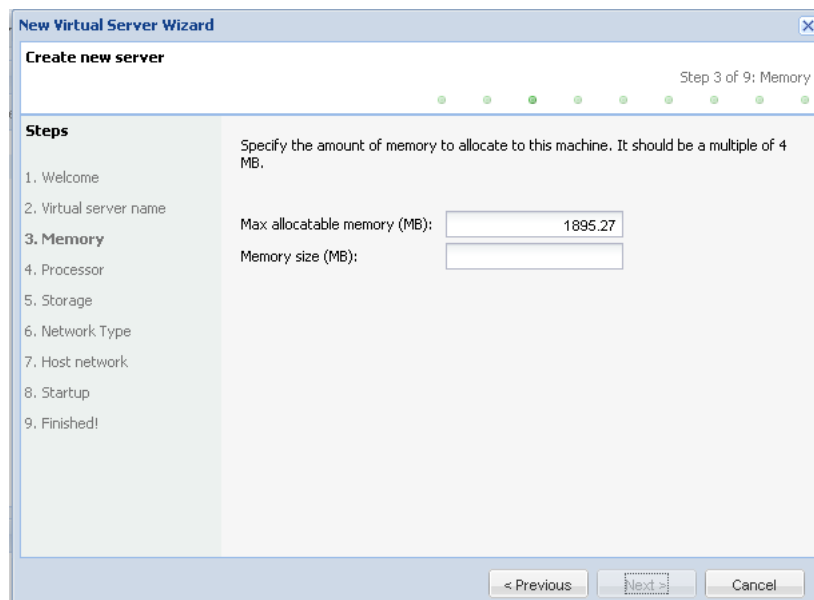 New Virtual Server Wizard
Create new server
Step 3 of 9: Memory
Steps
1. Welcome
2. Virtual server name
3. Memory
4. Processor
5. Storage
6. Network Type
7. Host network
8. Startup
9. Finished!
Specify the amount of memory to allocate to this machine. It should be a multiple of 4
MB.
Max allocatable memory (MB): 1895.27
Memory size (MB):
< Previous
Next >
Cancel